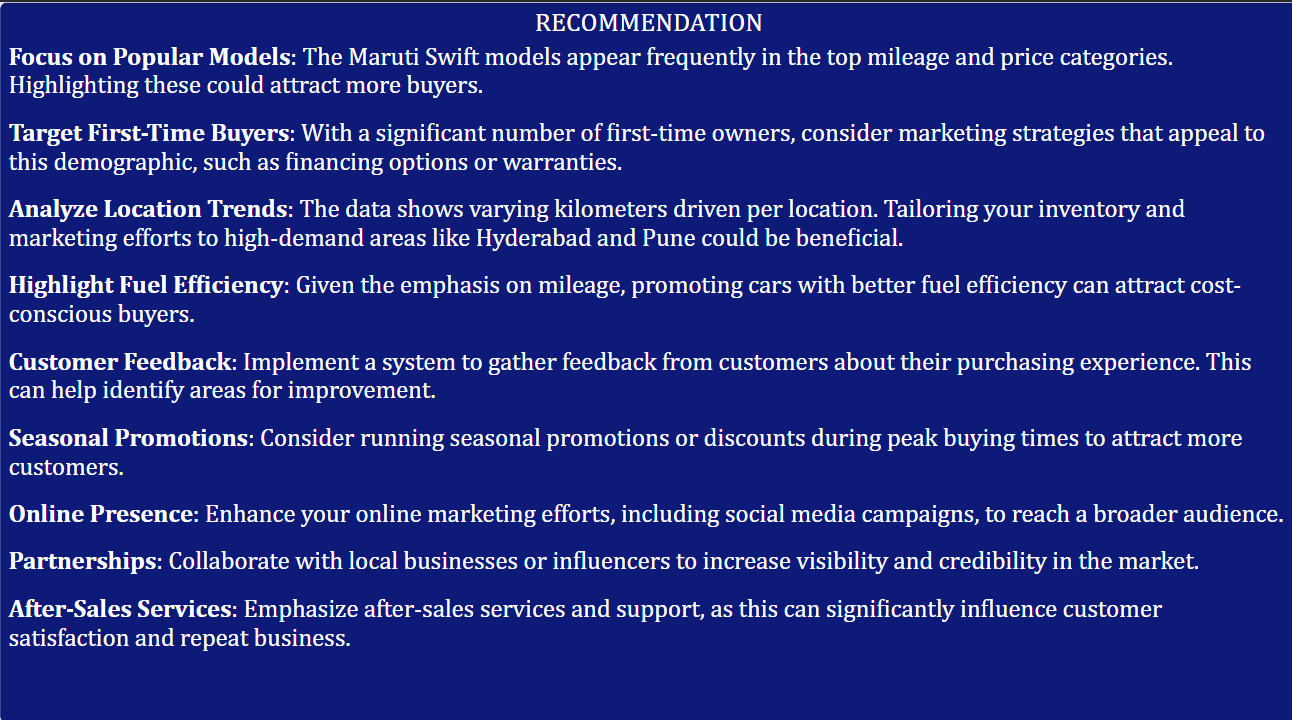 RECOMMENDATION
Focus on Popular Models: The Maruti Swift models appear frequently in the top mileage and price categories.
Highlighting these could attract more buyers.
Target First-Time Buyers: With a significant number of first-time owners, consider marketing strategies that appeal to
this demographic, such as financing options or warranties.
Analyze Location Trends: The data shows varying kilometers driven per location. Tailoring your inventory and
marketing efforts to high-demand areas like Hyderabad and Pune could be beneficial.
Highlight Fuel Efficiency: Given the emphasis on mileage, promoting cars with better fuel efficiency can attract cost-
conscious buyers.
Customer Feedback: Implement a system to gather feedback from customers about their purchasing experience. This
can help identify areas for improvement.
Seasonal Promotions: Consider running seasonal promotions or discounts during peak buying times to attract more
customers.
Online Presence: Enhance your online marketing efforts, including social media campaigns, to reach a broader audience.
Partnerships: Collaborate with local businesses or influencers to increase visibility and credibility in the market.
After-Sales Services: Emphasize after-sales services and support, as this can significantly influence customer
satisfaction and repeat business.